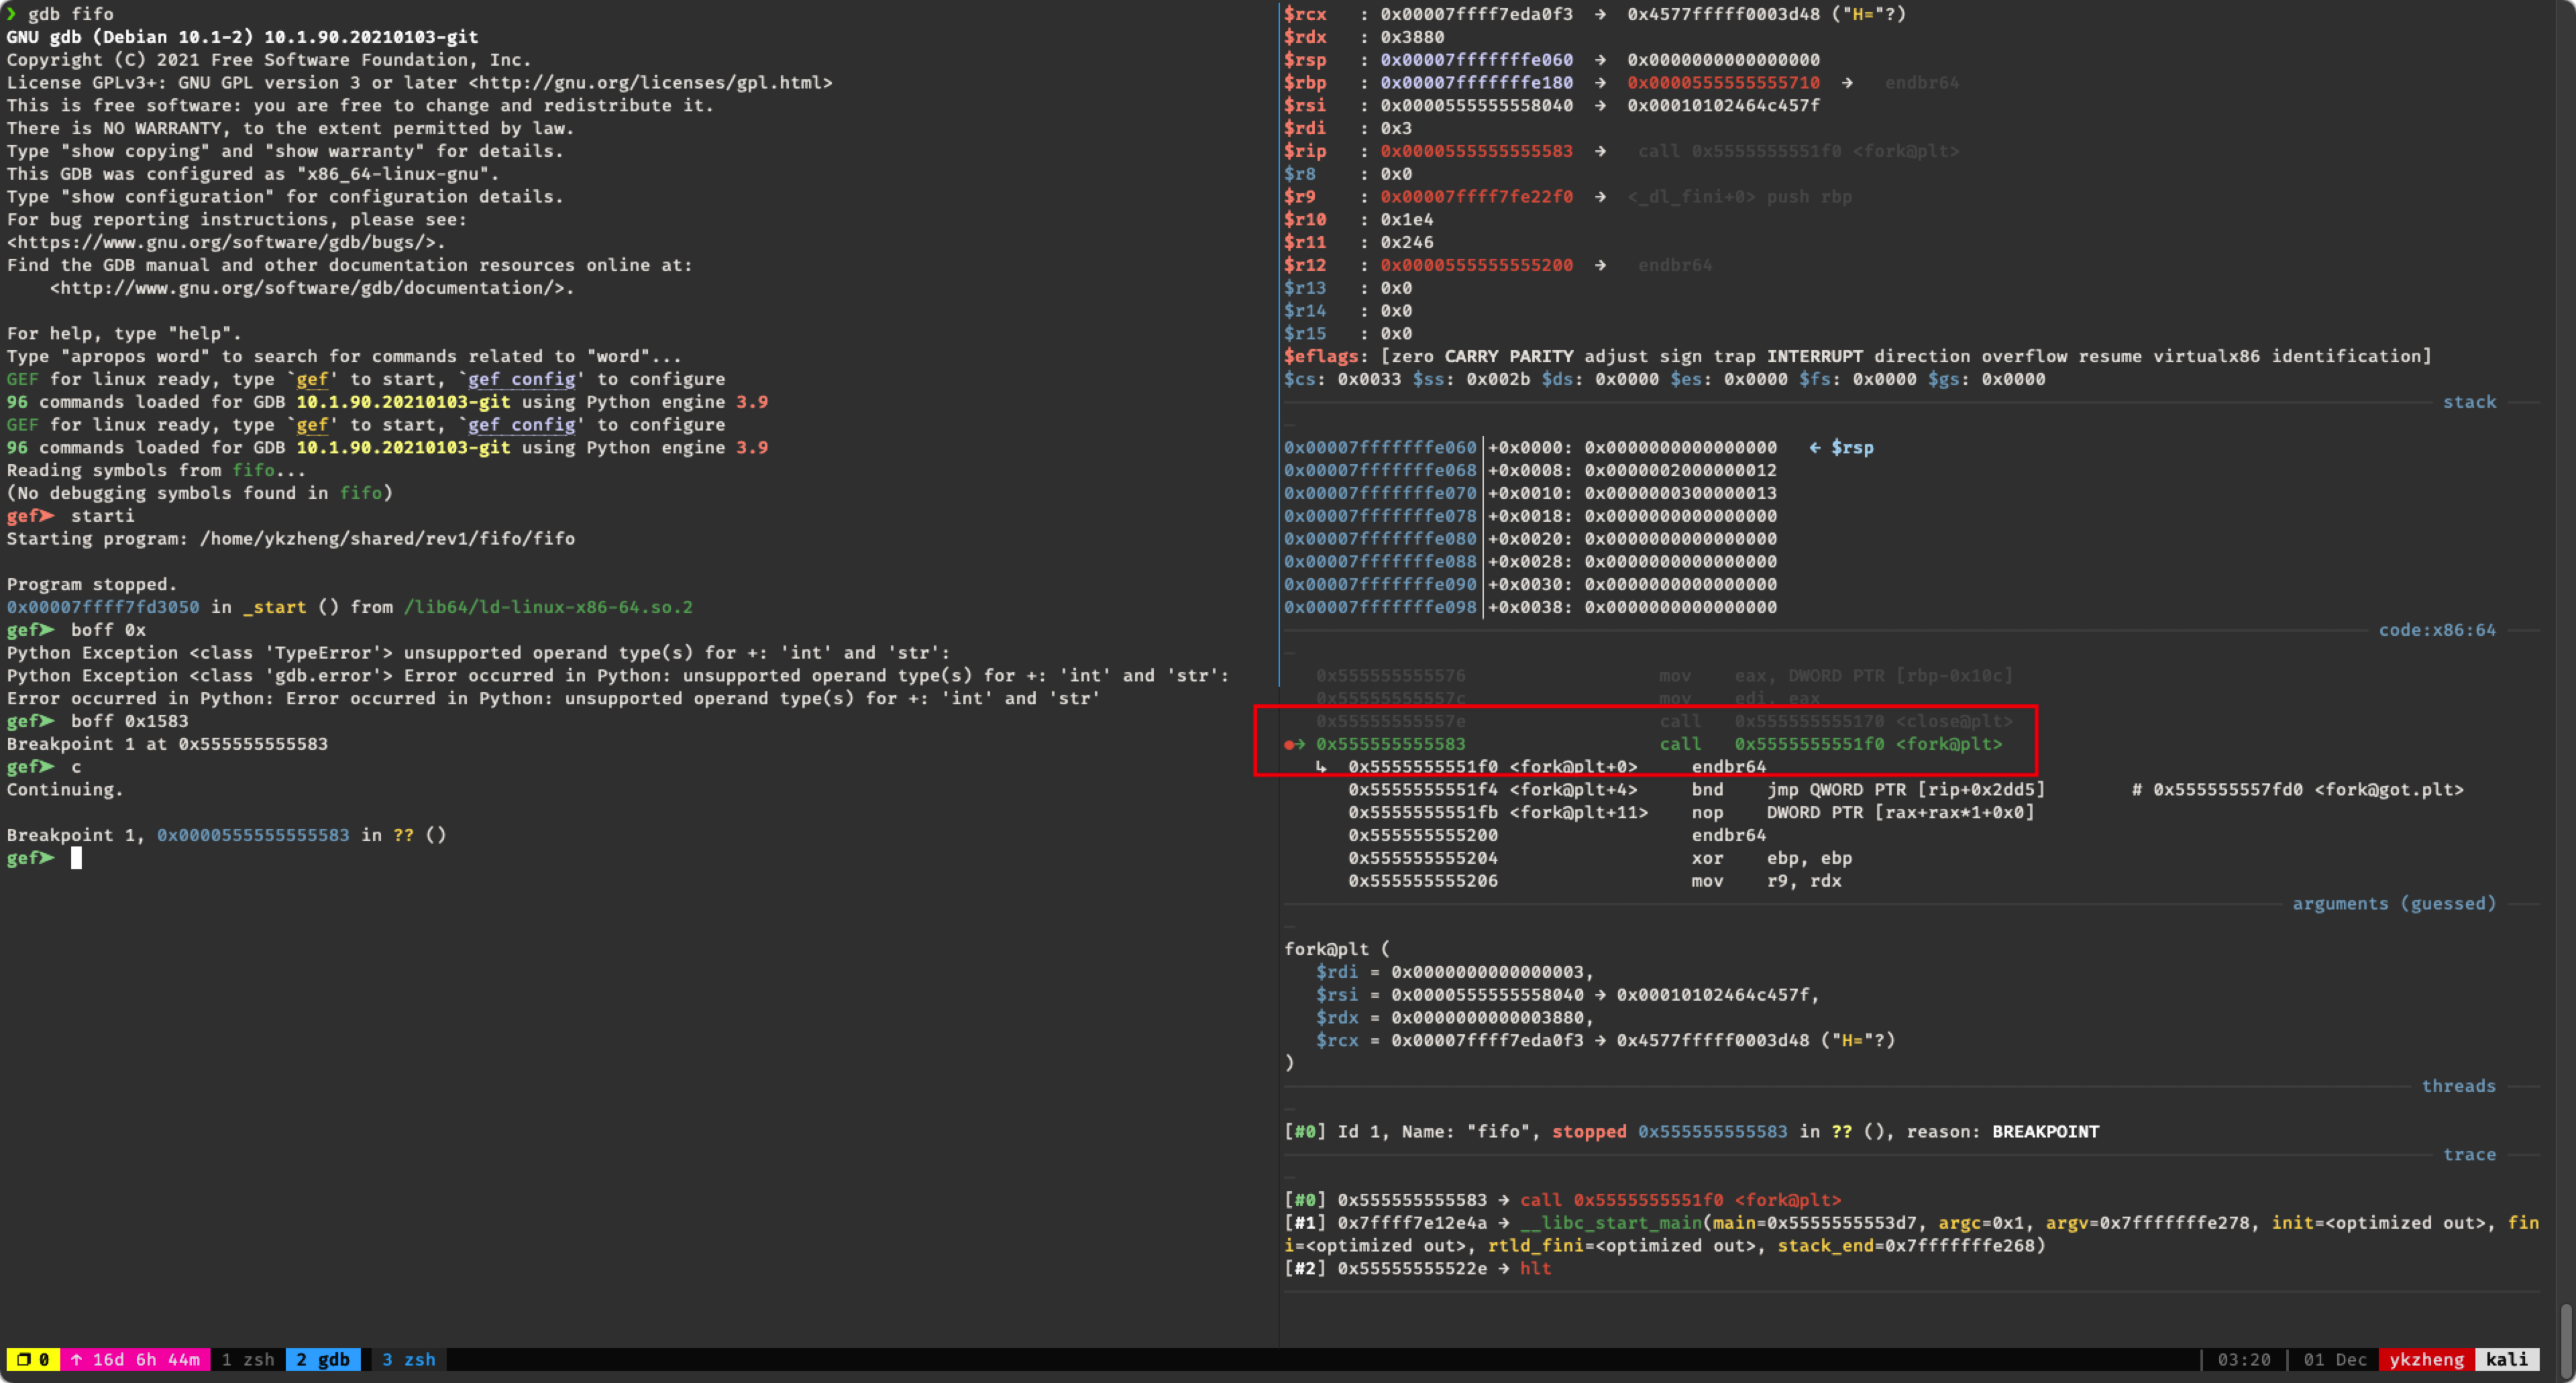 ❯ gdb fifo
GNU gdb (Debian 10.1-2) 10.1.90.20210103-git
Copyright (C) 2021 Free Software Foundation, Inc.
License GPLv3+: GNU GPL version 3 or later <http://gnu.org/licenses/gpl.html>
This is free software: you are free to change and redistribute it.
There is NO WARRANTY, to the extent permitted by law.
Type "show copying" and "show warranty" for details.
This GDB was configured as "x86_64-linux-gnu".
Type "show configuration" for configuration details.
For bug reporting instructions, please see:
<https://www.gnu.org/software/gdb/bugs/>.
Find the GDB manual and other documentation resources online at:
    <http://www.gnu.org/software/gdb/documentation/>.
For help, type "help".
Type "apropos word" to search for commands related to "word"...
GEF for linux ready, type `gef' to start, `gef config' to configure
96 commands loaded for GDB 10.1.90.20210103-git using Python engine 3.9
GEF for linux ready, type `gef' to start, `gef config' to configure
96 commands loaded for GDB 10.1.90.20210103-git using Python engine 3.9
Reading symbols from fifo...
(No debugging symbols found in fifo)
gef➤  starti
Starting program: /home/ykzheng/shared/rev1/fifo/fifo
Program stopped.
0x00007ffff7fd3050 in _start () from /lib64/ld-linux-x86-64.so.2
gef➤  boff 0x
Python Exception <class 'TypeError'> unsupported operand type(s) for +: 'int' and 'str':
Python Exception <class 'gdb.error'> Error occurred in Python: unsupported operand type(s) for +: 'int' and 'str':
Error occurred in Python: Error occurred in Python: unsupported operand type(s) for +: 'int' and 'str'
gef➤  boff 0x1583
Breakpoint 1 at 0x555555555583
gef➤  c
Continuing.
Breakpoint 1, 0x0000555555555583 in ?? ()
gef➤
$rcx   : 0x00007ffff7eda0f3  →  0x4577fffff0003d48 ("H="?)
$rdx   : 0x3880
$rsp   : 0x00007fffffffe060  →  0x0000000000000000
$rbp   : 0x00007fffffffe180  →  0x0000555555555710  →   endbr64
$rsi   : 0x0000555555558040  →  0x00010102464c457f
$rdi   : 0x3
$rip   : 0x0000555555555583  →   call 0x5555555551f0 <fork@plt>
$r8    : 0x0
$r9    : 0x00007ffff7fe22f0  →  <_dl_fini+0> push rbp
$r10   : 0x1e4
$r11   : 0x246
$r12   : 0x0000555555555200  →   endbr64
$r13   : 0x0
$r14   : 0x0
$r15   : 0x0
$eflags: [zero CARRY PARITY adjust sign trap INTERRUPT direction overflow resume virtualx86 identification]
$cs: 0x0033 $ss: 0x002b $ds: 0x0000 $es: 0x0000 $fs: 0x0000 $gs: 0x0000
stack
0x00007fffffffe060│+0x0000: 0x0000000000000000   ← $rsp
0x00007fffffffe068│+0x0008: 0x0000002000000012
0x00007fffffffe070│+0x0010: 0x0000000300000013
0x00007fffffffe078│+0x0018: 0x0000000000000000
0x00007fffffffe080│+0x0020: 0x0000000000000000
0x00007fffffffe088│+0x0028: 0x0000000000000000
0x00007fffffffe090│+0x0030: 0x0000000000000000
0x00007fffffffe098│+0x0038: 0x0000000000000000
code:x86:64
0x555555555576                  mov    eax, DWORD PTR [rbp-0x10c]
0x55555555557c                  mov    edi, eax
0x55555555557e                  call   0x555555555170 <close@plt>
●→ 0x555555555583                  call   0x5555555551f0 <fork@plt>
↳  0x5555555551f0 <fork@plt+0>     endbr64
0x5555555551f4 <fork@plt+4>     bnd    jmp QWORD PTR [rip+0x2dd5]        # 0x555555557fd0 <fork@got.plt>
0x5555555551fb <fork@plt+11>    nop    DWORD PTR [rax+rax*1+0x0]
0x555555555200                  endbr64
0x555555555204                  xor    ebp, ebp
0x555555555206                  mov    r9, rdx
arguments (guessed)
fork@plt (
$rdi = 0x0000000000000003,
$rsi = 0x0000555555558040 → 0x00010102464c457f,
$rdx = 0x0000000000003880,
$rcx = 0x00007ffff7eda0f3 → 0x4577fffff0003d48 ("H="?)
)
threads
[#0] Id 1, Name: "fifo", stopped 0x555555555583 in ?? (), reason: BREAKPOINT
trace
[#0] 0x555555555583 → call 0x5555555551f0 <fork@plt>
[#1] 0x7ffff7e12e4a → __libc_start_main(main=0x5555555553d7, argc=0x1, argv=0x7fffffffe278, init=<optimized out>, fin
i=<optimized out>, rtld_fini=<optimized out>, stack_end=0x7fffffffe268)
[#2] 0x55555555522e → hlt
❐ 0  ↑ 16d 6h 44m  1 zsh  2 gdb  3 zsh  | 03:20 | 01 Dec  ykzheng  kali